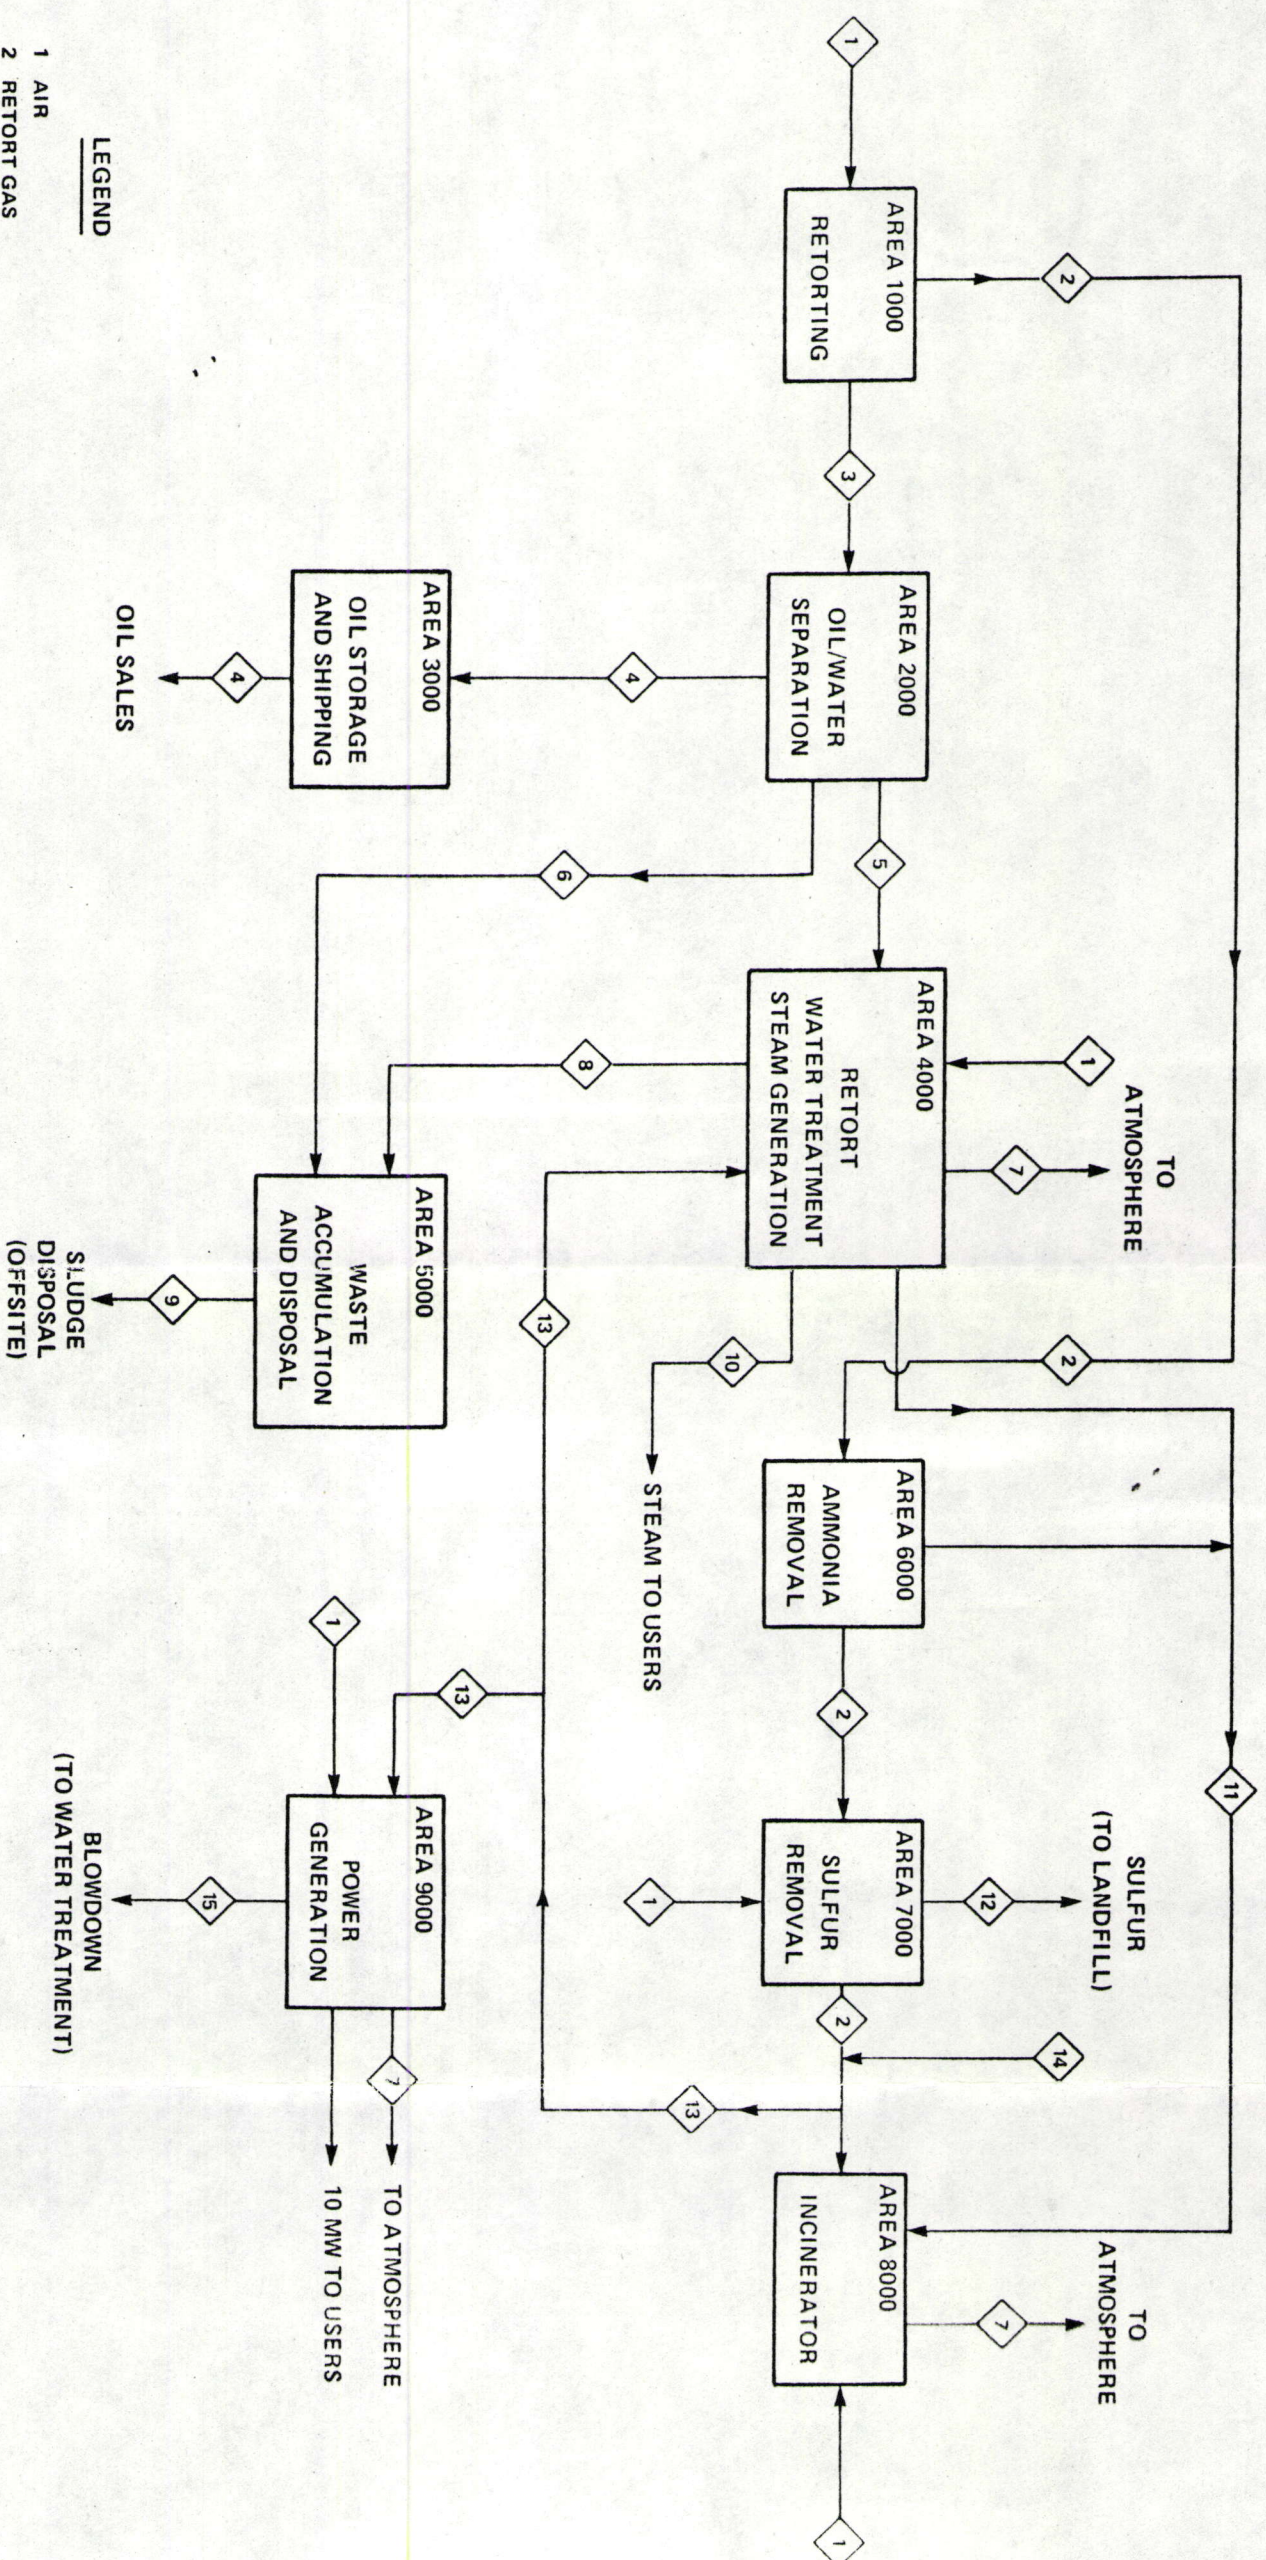 1
2
TO
ATMOSPHERE
SULFUR
(TO LANDFILL)
TO
ATMOSPHERE
11
1
7
2
12
14
7
AREA 1000
RETORTING
3
AREA 2000
OIL/WATER
SEPARATION
5
AREA 4000
RETORT
WATER TREATMENT
STEAM GENERATION
AREA 6000
AMMONIA
REMOVAL
2
AREA 7000
SULFUR
REMOVAL
2
AREA 8000
INCINERATOR
1
4
6
8
10
STEAM TO USERS
1
13
13
13
AREA 3000
OIL STORAGE
AND SHIPPING
AREA 5000
WASTE
ACCUMULATION
AND DISPOSAL
1
AREA 9000
POWER
GENERATION
7
TO ATMOSPHERE
10 MW TO USERS
4
OIL SALES
9
SLUDGE
DISPOSAL
(OFFSITE)
15
BLOWDOWN
(TO WATER TREATMENT)
LEGEND
1 AIR
2 RETORT GAS